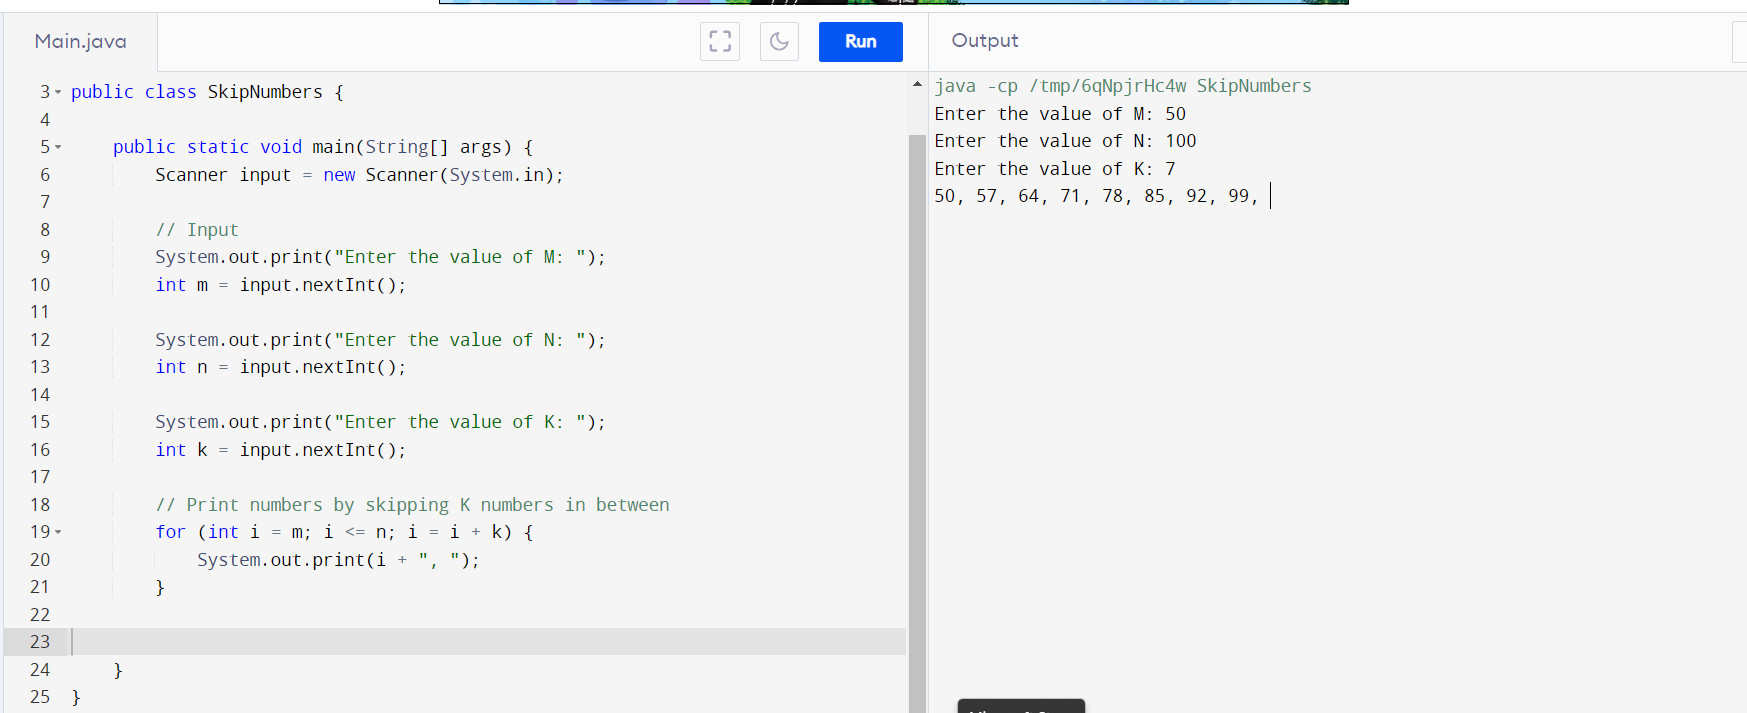 Main.java
Run
3 public class SkipNumbers {
4
5 public static void main(String[] args) {
6 Scanner input = new Scanner(System.in);
7
8 // Input
9 System.out.print("Enter the value of M: ");
10 int m = input.nextInt();
11
12 System.out.print("Enter the value of N: ");
13 int n = input.nextInt();
14
15 System.out.print("Enter the value of K: ");
16 int k = input.nextInt();
17
18 // Print numbers by skipping K numbers in between
19 for (int i = m; i <= n; i = i + k) {
20 System.out.print(i + ", ");
21 }
22
23
24 }
25 }
Output
java -cp /tmp/6qNpjrHc4w SkipNumbers
Enter the value of M: 50
Enter the value of N: 100
Enter the value of K: 7
50, 57, 64, 71, 78, 85, 92, 99,